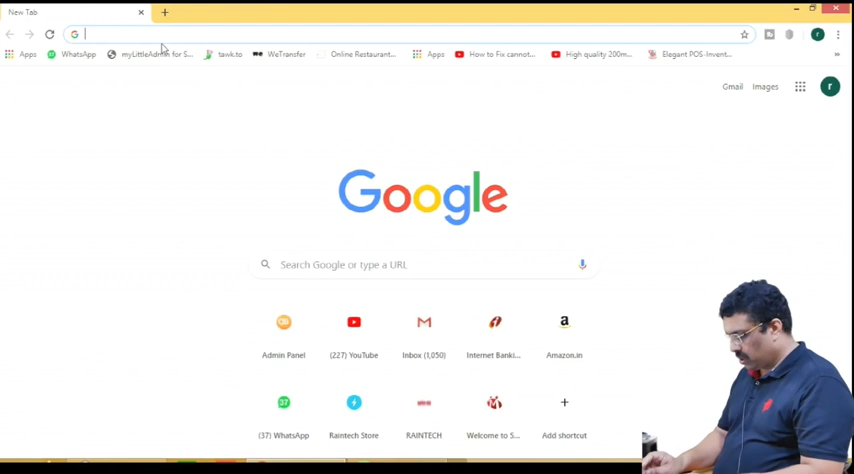 New Tab
Apps WhatsApp myLittleAdmin for S... tawk.to WeTransfer Online Restaurant... Apps How to Fix cannot... High quality 200m... Elegant POS-Invent... »
r
Gmail Images r
Google
Search Google or type a URL
Admin Panel (227) YouTube Inbox (1,050) Internet Banki... Amazon.in
37
(37) WhatsApp Raintech Store RAINTECH Welcome to S... Add shortcut